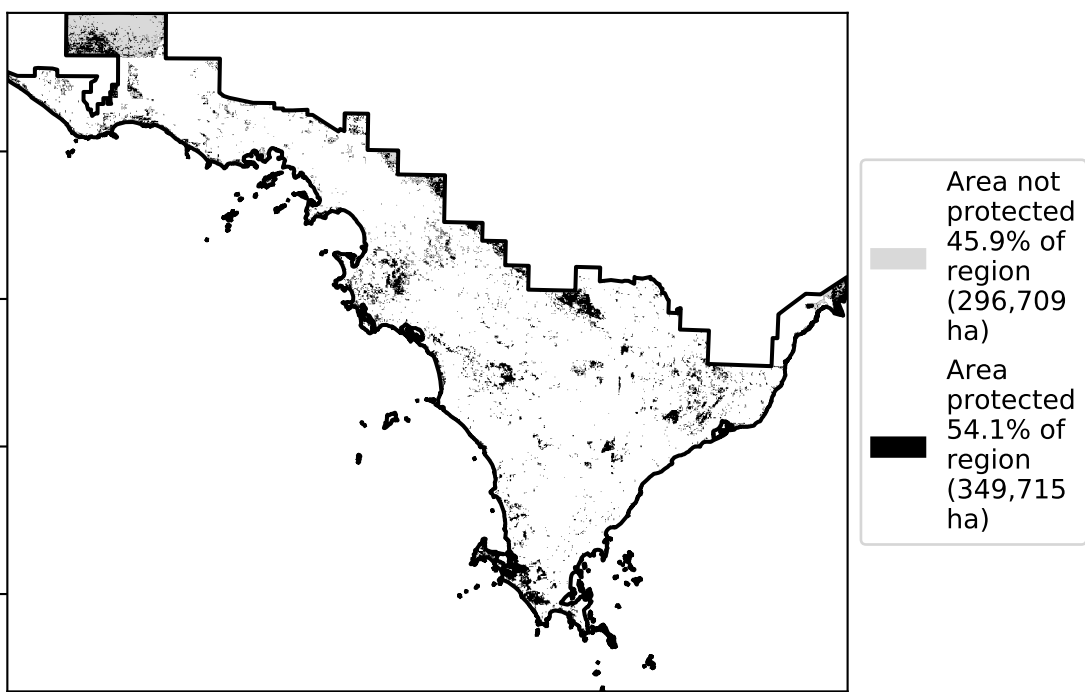 Area not
protected
45.9% of
region
(296,709
ha)
Area
protected
54.1% of
region
(349,715
ha)